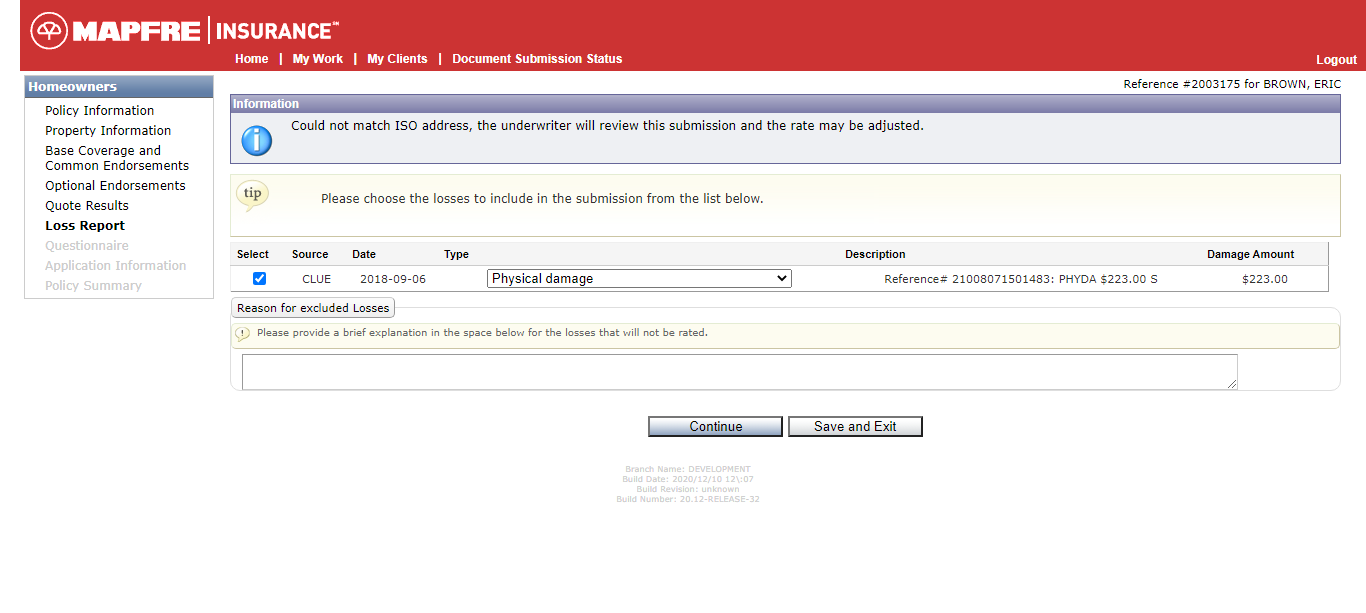 MAPFRE | INSURANCE℠
Home | My Work | My Clients | Document Submission Status
Logout
Reference #2003175 for BROWN, ERIC
Homeowners
Policy Information
Property Information
Base Coverage and
Common Endorsements
Optional Endorsements
Quote Results
Loss Report
Questionnaire
Application Information
Policy Summary
Information
Could not match ISO address, the underwriter will review this submission and the rate may be adjusted.
tip
Please choose the losses to include in the submission from the list below.
Select Source Date Type Description Damage Amount
CLUE 2018-09-06 Physical damage Reference# 21008071501483: PHYDA $223.00 S $223.00
Reason for excluded Losses
Please provide a brief explanation in the space below for the losses that will not be rated.
Continue Save and Exit
Branch Name: DEVELOPMENT
Build Date: 2020/12/10 12\:07
Build Revision: unknown
Build Number: 20.12-RELEASE-32